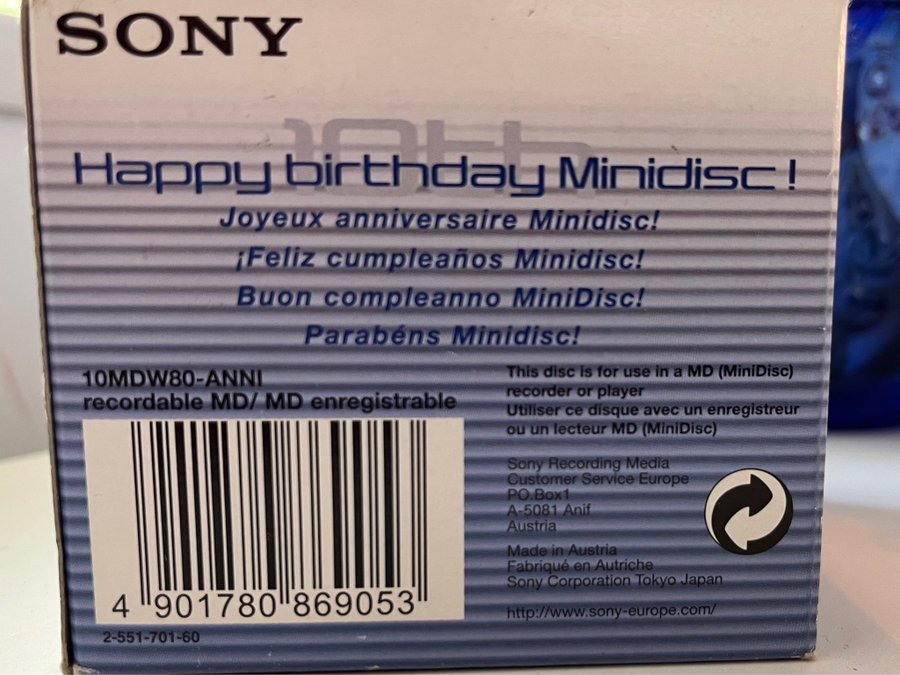 SONY
10th
Happy birthday Minidisc!
Joyeux anniversaire Minidisc!
¡Feliz cumpleaños Minidisc!
Buon compleanno MiniDisc!
Parabéns Minidisc!
10MDW80-ANNI
recordable MD/ MD enregistrable
4 901780 869053
2-551-701-60
This disc is for use in a MD (MiniDisc)
recorder or player
Utiliser ce disque avec un enregistreur
ou un lecteur MD (MiniDisc)
Sony Recording Media
Customer Service Europe
PO.Box1
A-5081 Anif
Austria
Made in Austria
Fabriqué en Autriche
Sony Corporation Tokyo Japan
http://www.sony-europe.com/